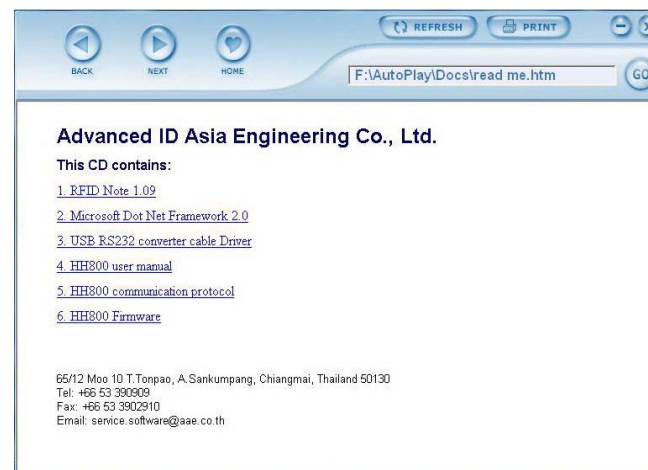 REFRESH PRINT
BACK NEXT HOME
F:\AutoPlay\Docs\read me.htm GO
Advanced ID Asia Engineering Co., Ltd.
This CD contains:
1. RFID Note 1.09
2. Microsoft Dot Net Framework 2.0
3. USB RS232 converter cable Driver
4. HH800 user manual
5. HH800 communication protocol
6. HH800 Firmware
65/12 Moo 10 T.Tonpao, A.Sankumpang, Chiangmai, Thailand 50130
Tel: +66 53 390909
Fax: +66 53 3902910
Email: service.software@aae.co.th